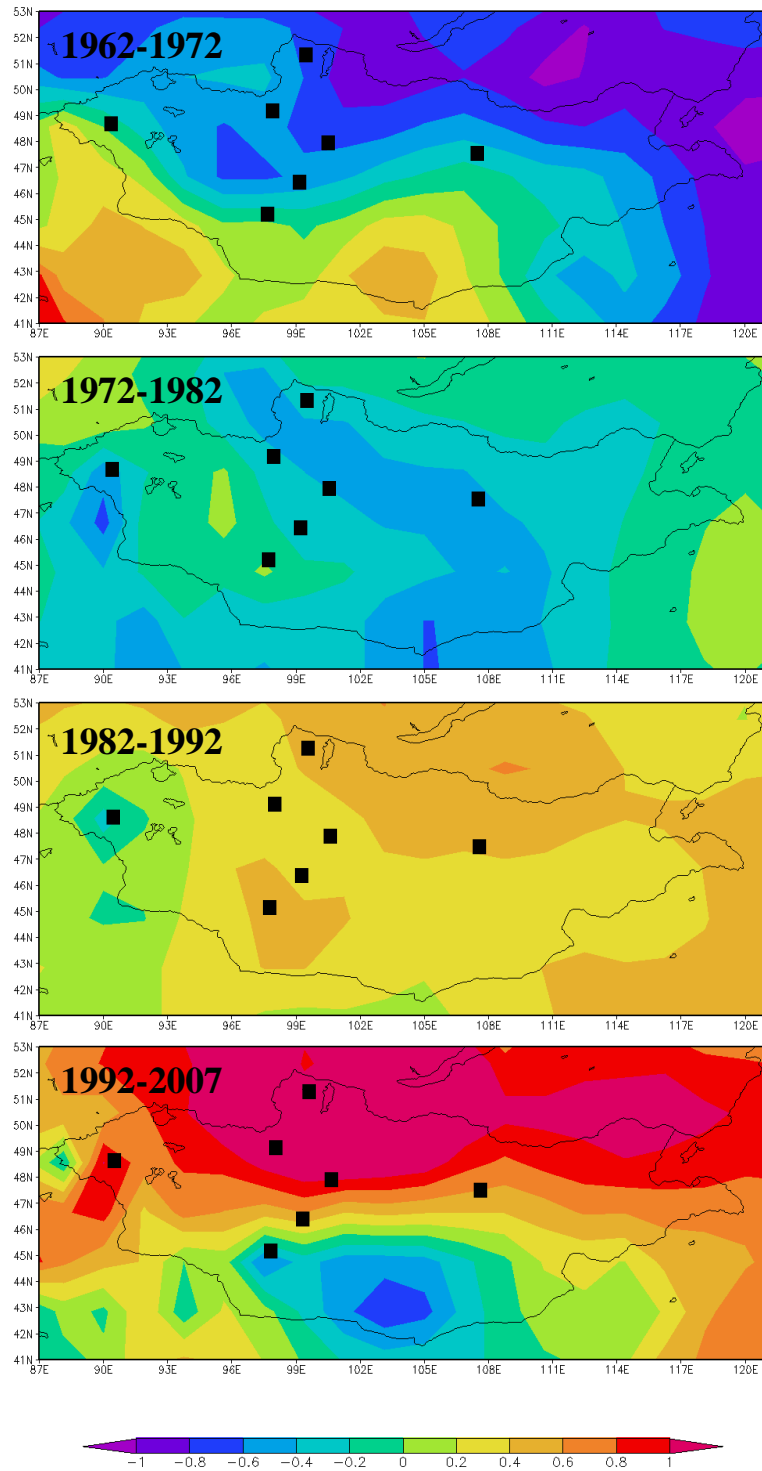 53N
1962-1972
52N
51N
50N
49N
48N
47N
46N
45N
44N
43N
42N
41N
87E 90E 93E 96E 99E 102E 105E 108E 111E 114E 117E 120E
53N
1972-1982
52N
51N
50N
49N
48N
47N
46N
45N
44N
43N
42N
41N
87E 90E 93E 96E 99E 102E 105E 108E 111E 114E 117E 120E
53N
1982-1992
52N
51N
50N
49N
48N
47N
46N
45N
44N
43N
42N
41N
87E 90E 93E 96E 99E 102E 105E 108E 111E 114E 117E 120E
53N
1992-2007
52N
51N
50N
49N
48N
47N
46N
45N
44N
43N
42N
41N
87E 90E 93E 96E 99E 102E 105E 108E 111E 114E 117E 120E
-1 -0.8 -0.6 -0.4 -0.2 0 0.2 0.4 0.6 0.8 1